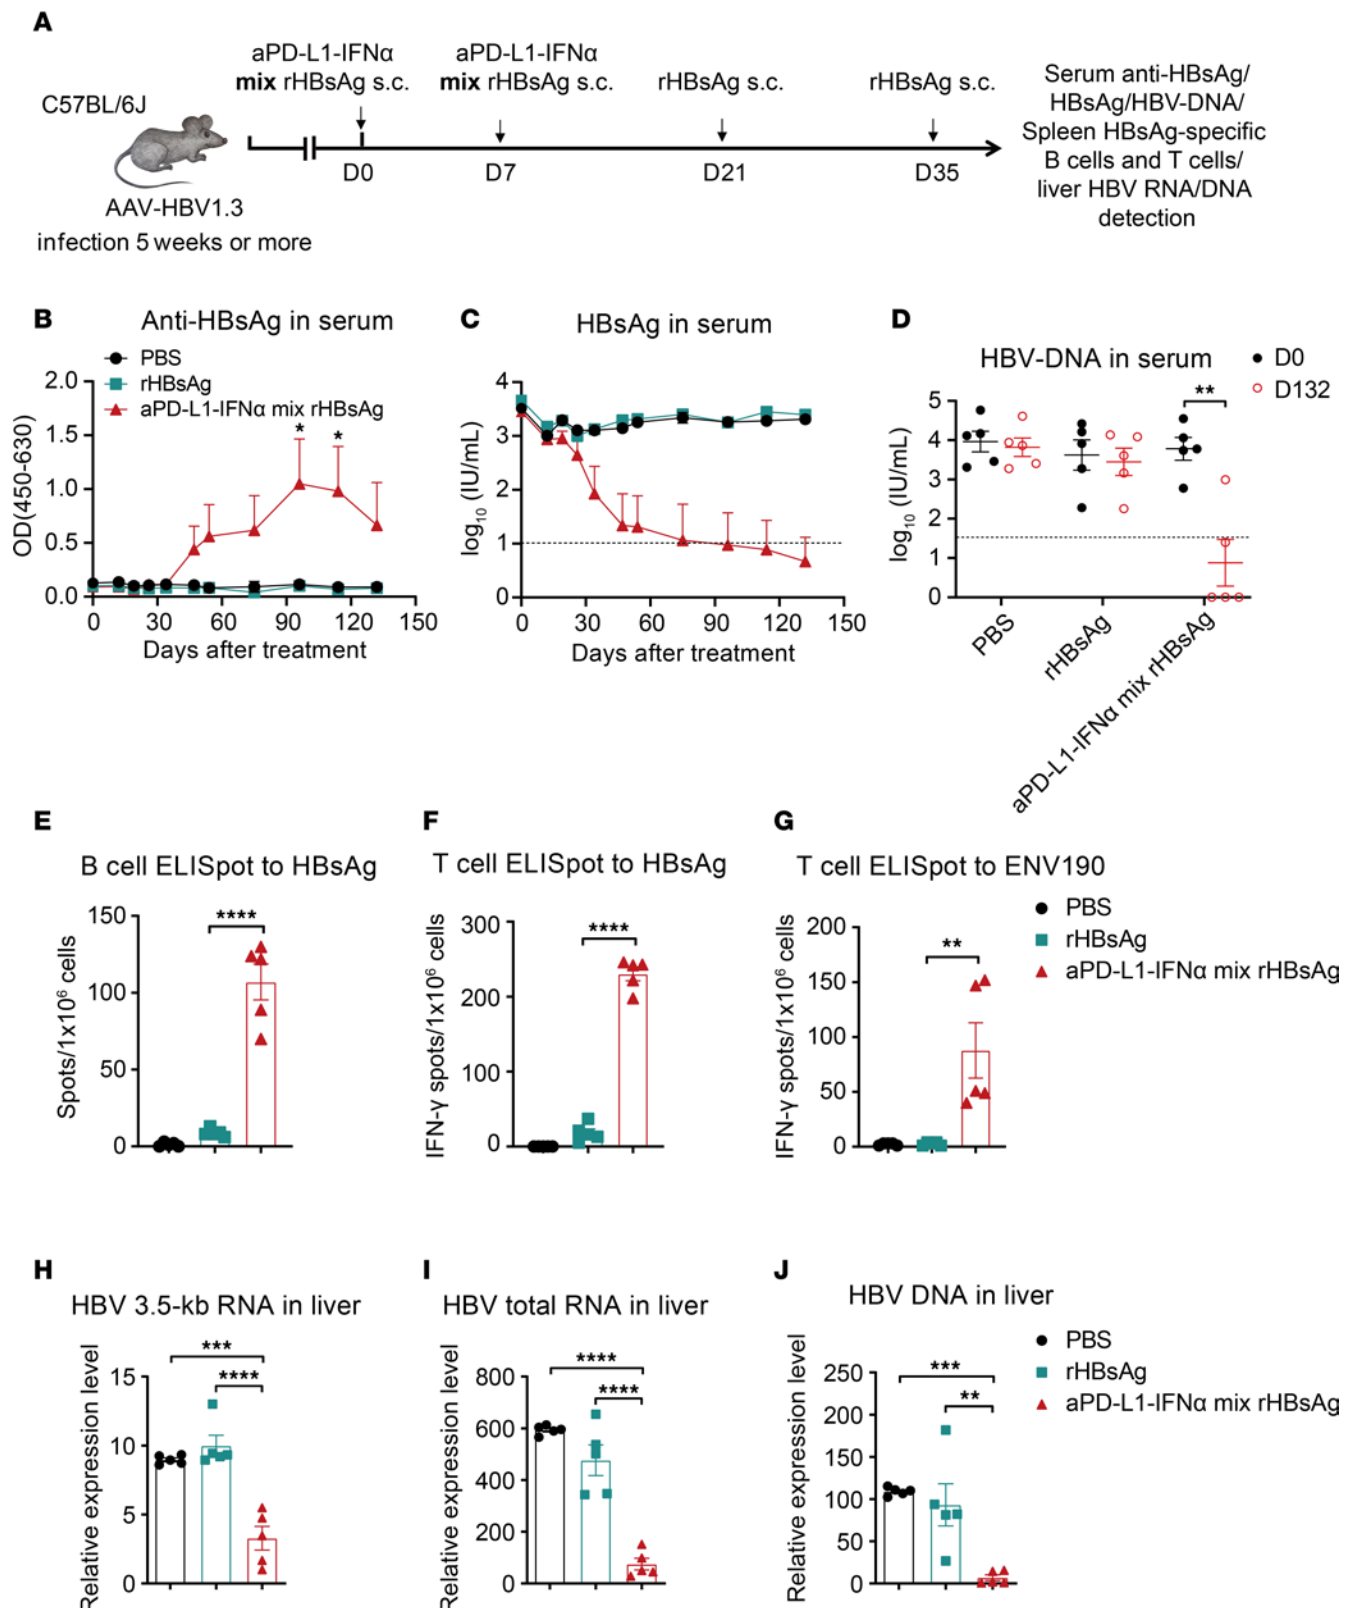 A
C57BL/6J
AAV-HBV1.3
infection 5 weeks or more
aPD-L1-IFNα
mix rHBsAg s.c.
aPD-L1-IFNα
mix rHBsAg s.c.
rHBsAg s.c.
rHBsAg s.c.
D0
D7
D21
D35
Serum anti-HBsAg/
HBsAg/HBV-DNA/
Spleen HBsAg-specific
B cells and T cells/
liver HBV RNA/DNA
detection
B
Anti-HBsAg in serum
PBS
rHBsAg
aPD-L1-IFNα mix rHBsAg
OD(450-630)
2.0
1.5
1.0
0.5
0.0
* *
0 30 60 90 120 150
Days after treatment
C
HBsAg in serum
log10 (IU/mL)
4
3
2
1
0
0 30 60 90 120 150
Days after treatment
D
HBV-DNA in serum
D0
D132
**
log10 (IU/mL)
5
4
3
2
1
0
PBS
rHBsAg
aPD-L1-IFNα mix rHBsAg
E
B cell ELISpot to HBsAg
Spots/1x10⁶ cells
150
100
50
0
****
F
T cell ELISpot to HBsAg
IFN-γ spots/1x10⁶ cells
300
200
100
0
****
G
T cell ELISpot to ENV190
IFN-γ spots/1x10⁶ cells
200
150
100
50
0
**
PBS
rHBsAg
aPD-L1-IFNα mix rHBsAg
H
HBV 3.5-kb RNA in liver
Relative expression level
15
10
5
0
***
****
I
HBV total RNA in liver
Relative expression level
800
600
400
200
0
****
****
J
HBV DNA in liver
Relative expression level
250
200
150
100
50
0
***
**
PBS
rHBsAg
aPD-L1-IFNα mix rHBsAg